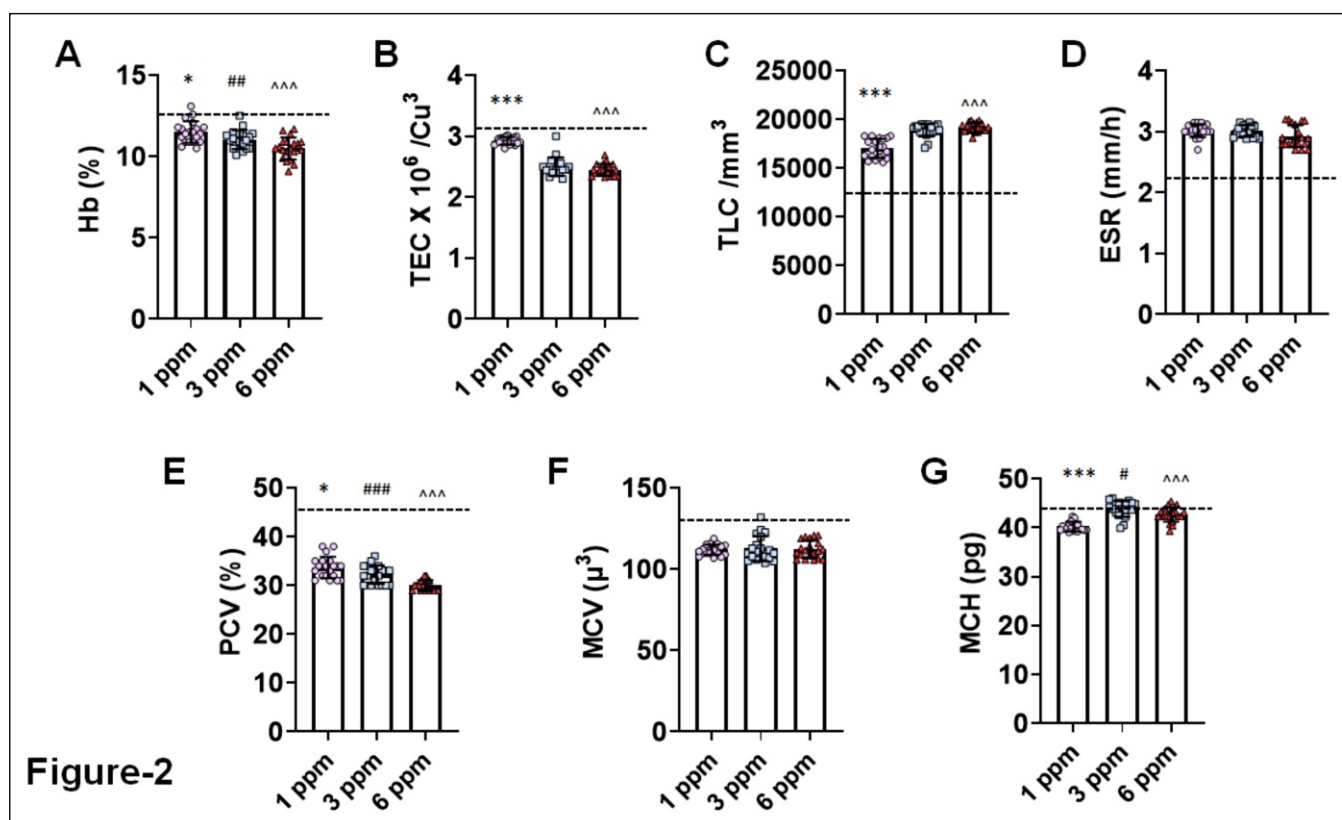 A
Hb (%)
15
10
5
0
* ## ^^^
1 ppm
3 ppm
6 ppm
B
TEC X 10⁶ /Cu³
4
3
2
1
0
*** ^^^
1 ppm
3 ppm
6 ppm
C
TLC /mm³
25000
20000
15000
10000
5000
0
*** ^^^
1 ppm
3 ppm
6 ppm
D
ESR (mm/h)
4
3
2
1
0
1 ppm
3 ppm
6 ppm
E
PCV (%)
50
40
30
20
10
0
* ### ^^^
1 ppm
3 ppm
6 ppm
F
MCV (µ³)
150
100
50
0
1 ppm
3 ppm
6 ppm
G
MCH (pg)
50
40
30
20
10
0
*** # ^^^
1 ppm
3 ppm
6 ppm
Figure-2